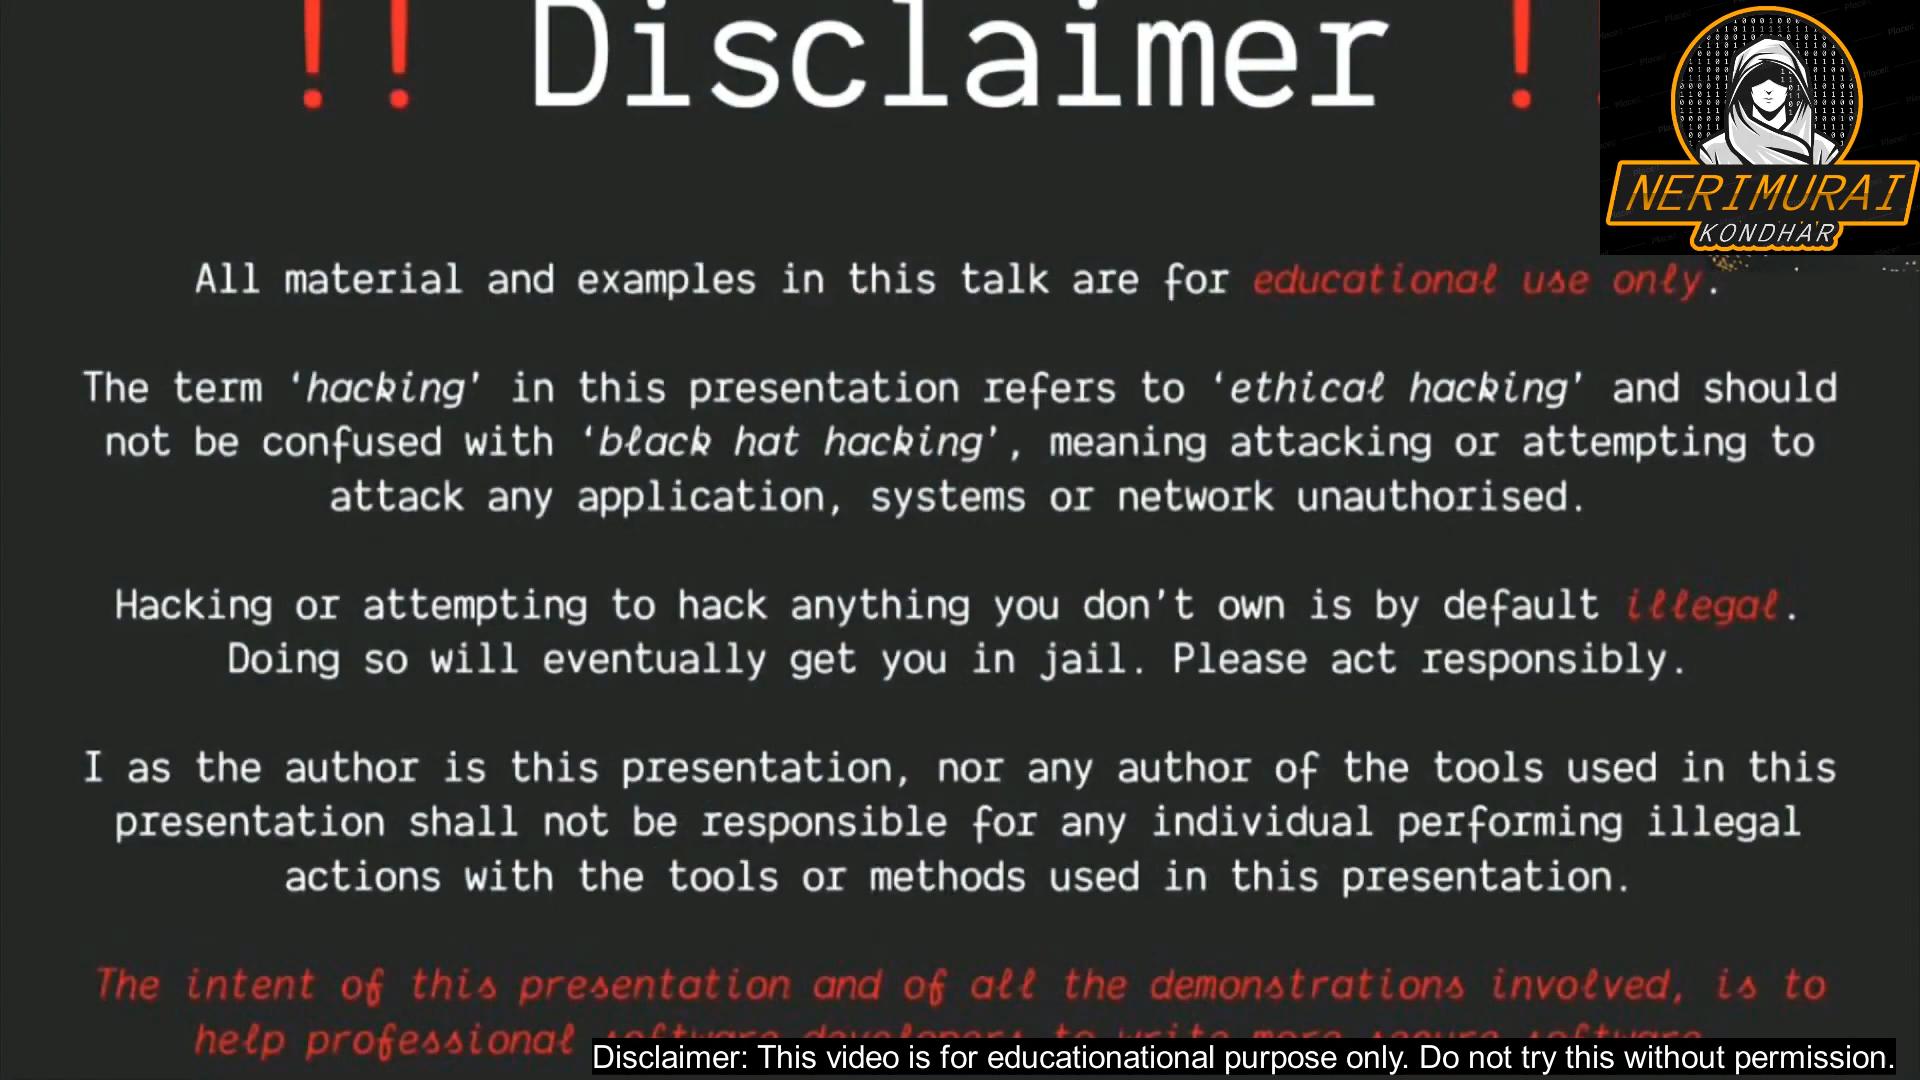 !! Disclaimer !
NERIMURAI
KONDHAR
All material and examples in this talk are for educational use only.
The term ‘hacking’ in this presentation refers to ‘ethical hacking’ and should
not be confused with ‘black hat hacking’, meaning attacking or attempting to
attack any application, systems or network unauthorised.
Hacking or attempting to hack anything you don’t own is by default illegal.
Doing so will eventually get you in jail. Please act responsibly.
I as the author is this presentation, nor any author of the tools used in this
presentation shall not be responsible for any individual performing illegal
actions with the tools or methods used in this presentation.
The intent of this presentation and of all the demonstrations involved, is to
help professional software developers to write more secure software
Disclaimer: This video is for educationational purpose only. Do not try this without permission.